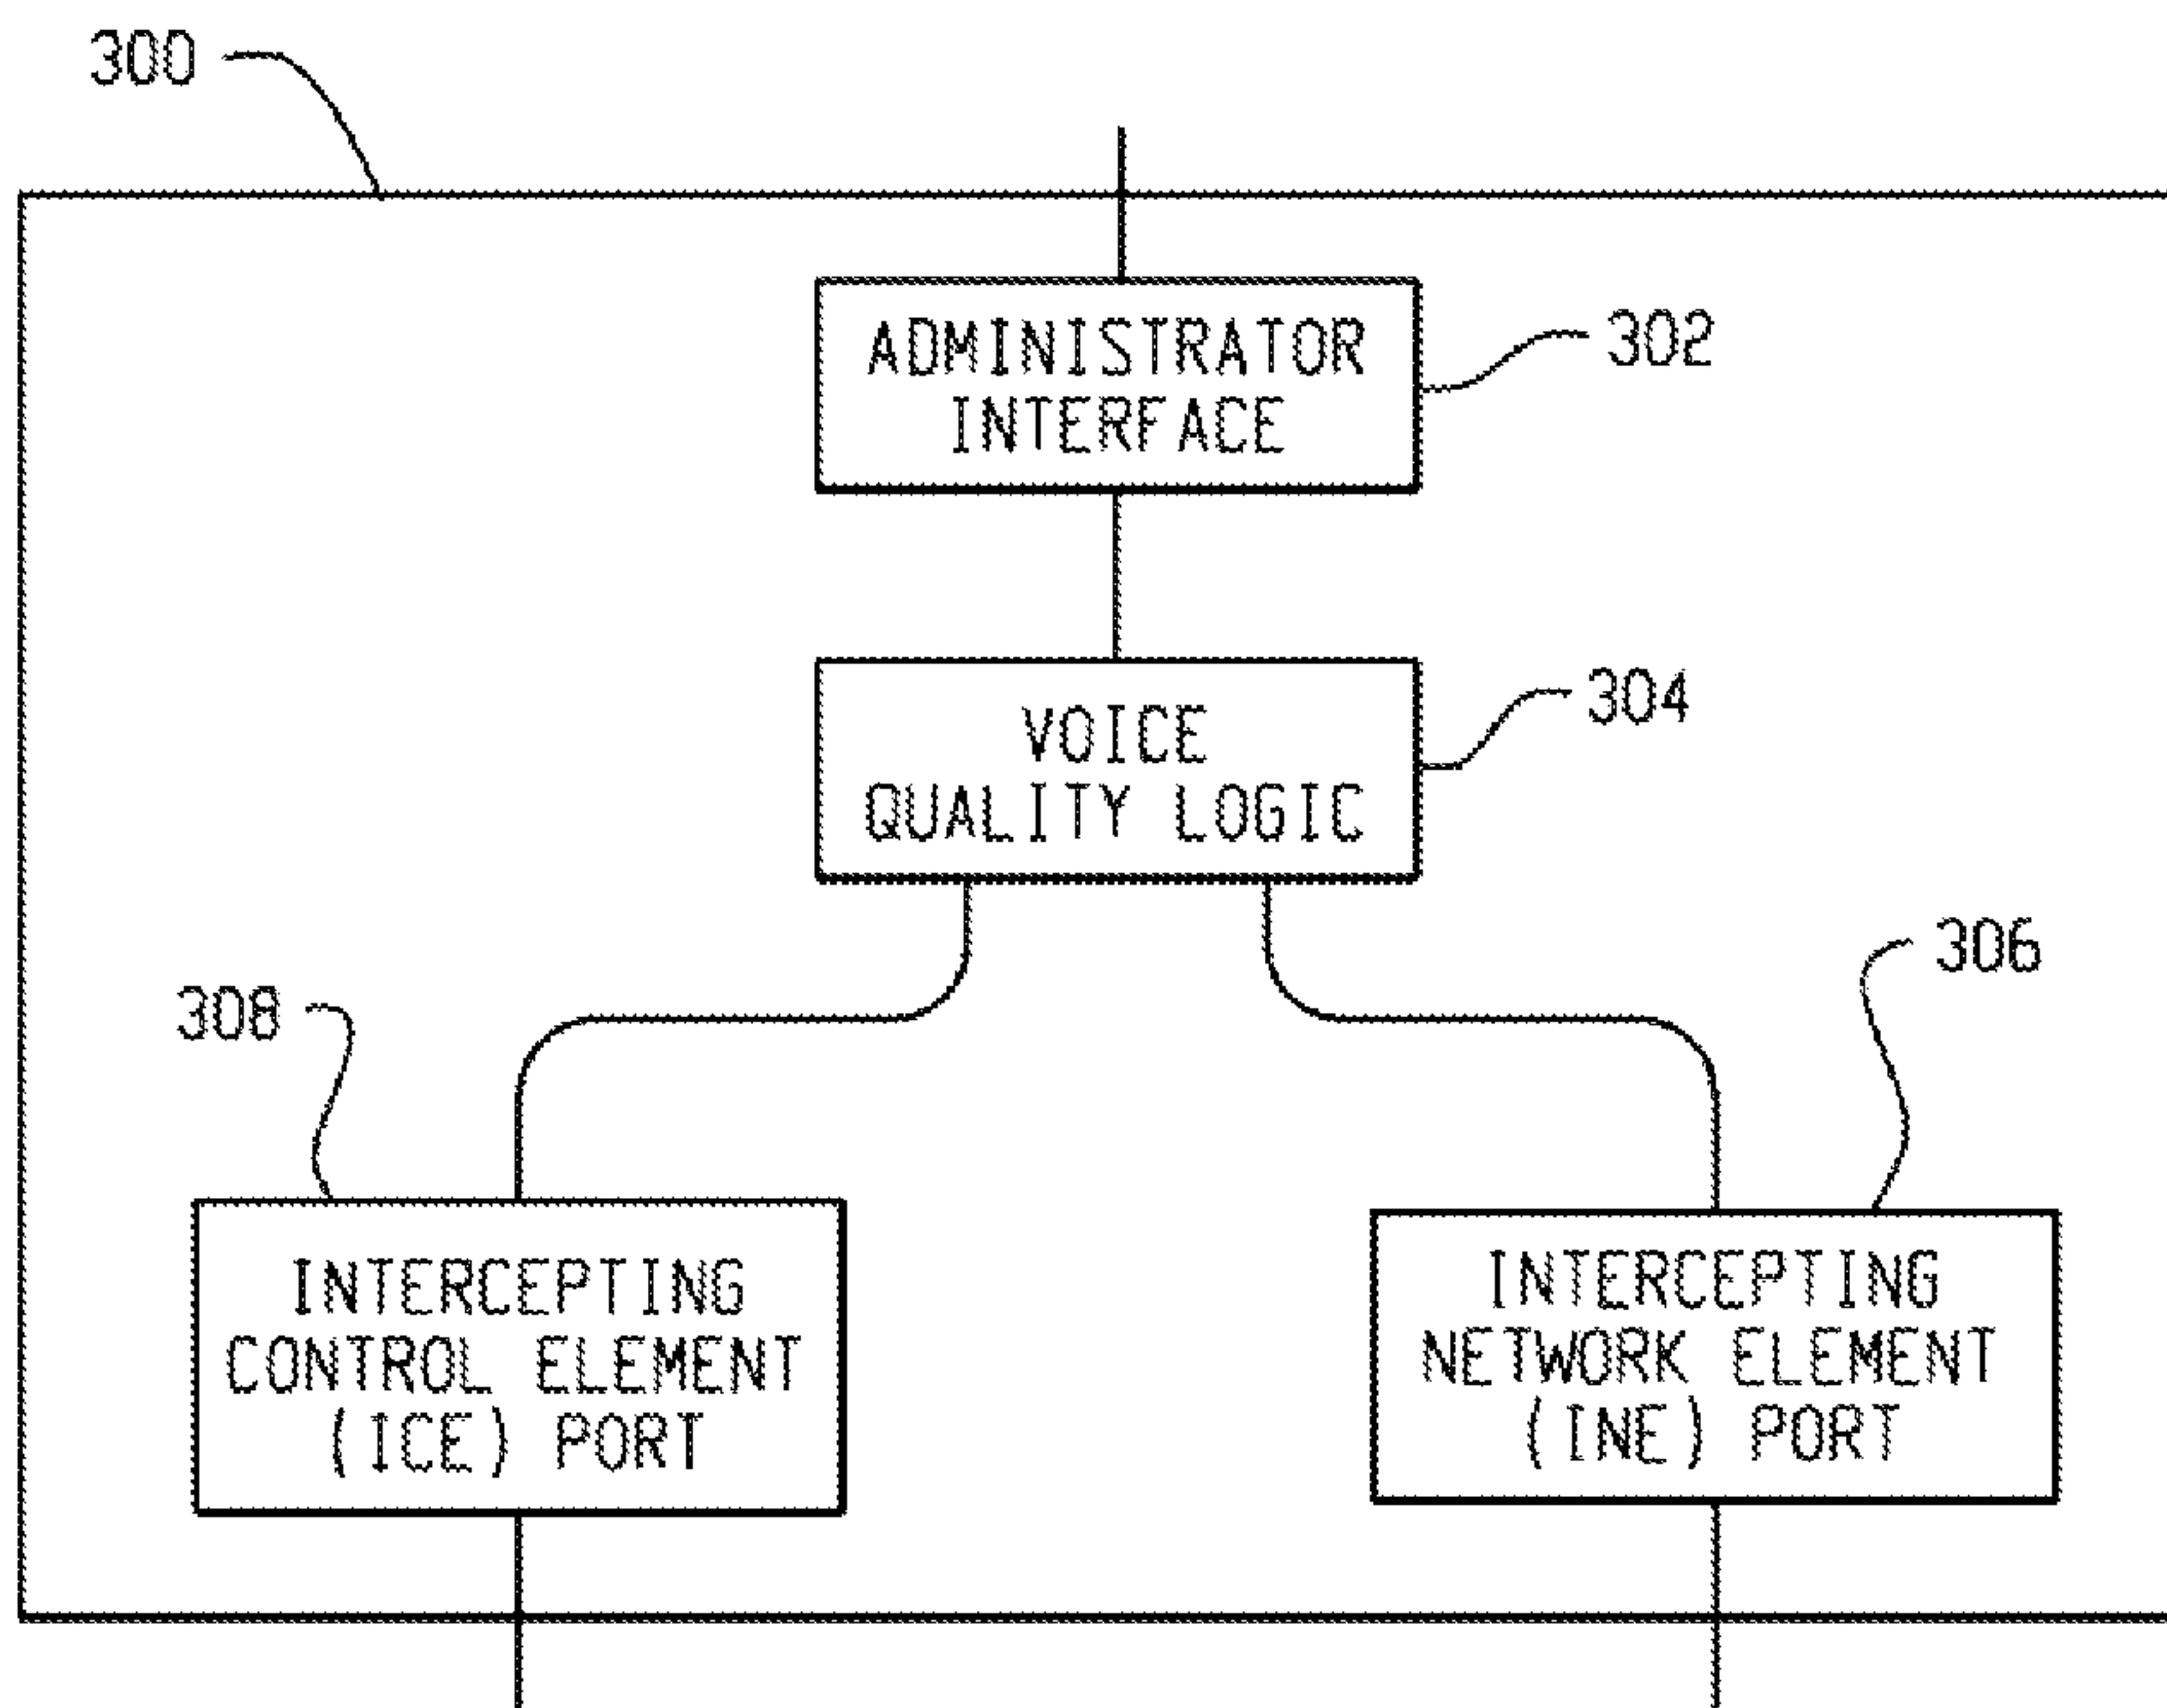 300
ADMINISTRATOR
INTERFACE
302
VOICE
QUALITY LOGIC
304
306
308
INTERCEPTING
CONTROL ELEMENT
(ICE) PORT
INTERCEPTING
NETWORK ELEMENT
(INE) PORT